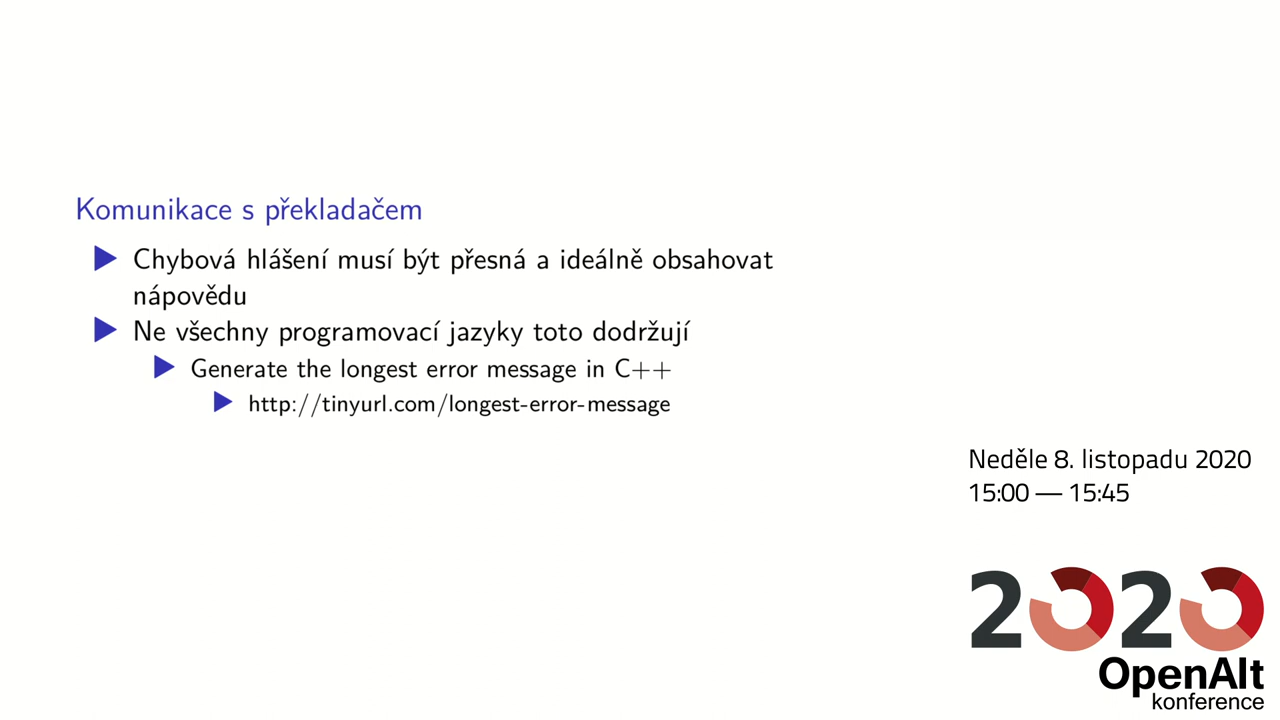 Komunikace s překladačem
Chybová hlášení musí být přesná a ideálně obsahovat
nápovědu
Ne všechny programovací jazyky toto dodržují
Generate the longest error message in C++
http://tinyurl.com/longest-error-message
Neděle 8. listopadu 2020
15:00 — 15:45
2020
OpenAlt
konference